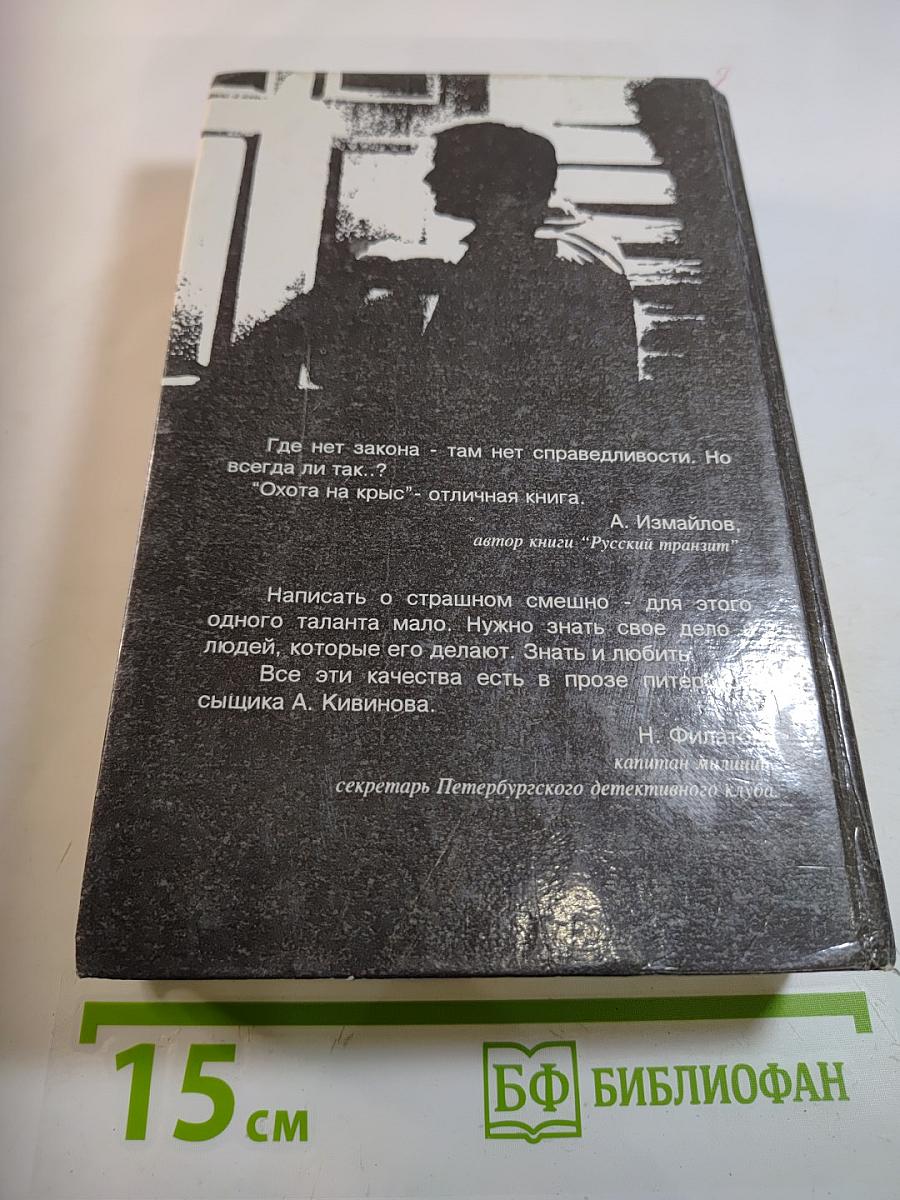 Где нет закона - там нет справедливости. Но
всегда ли так..?
"Охота на крыс"- отличная книга.
А. Измайлов,
автор книги "Русский транзит".
Написать о страшном смешно - для этого
одного таланта мало. Нужно знать свое дело
людей, которые его делают. Знать и любить.
Все эти качества есть в прозе
сыщика А. Кивинова.
Н.
капитан милиции,
секретарь Петербургского детективного клуба.
15 см
БФ БИБЛИОФАН